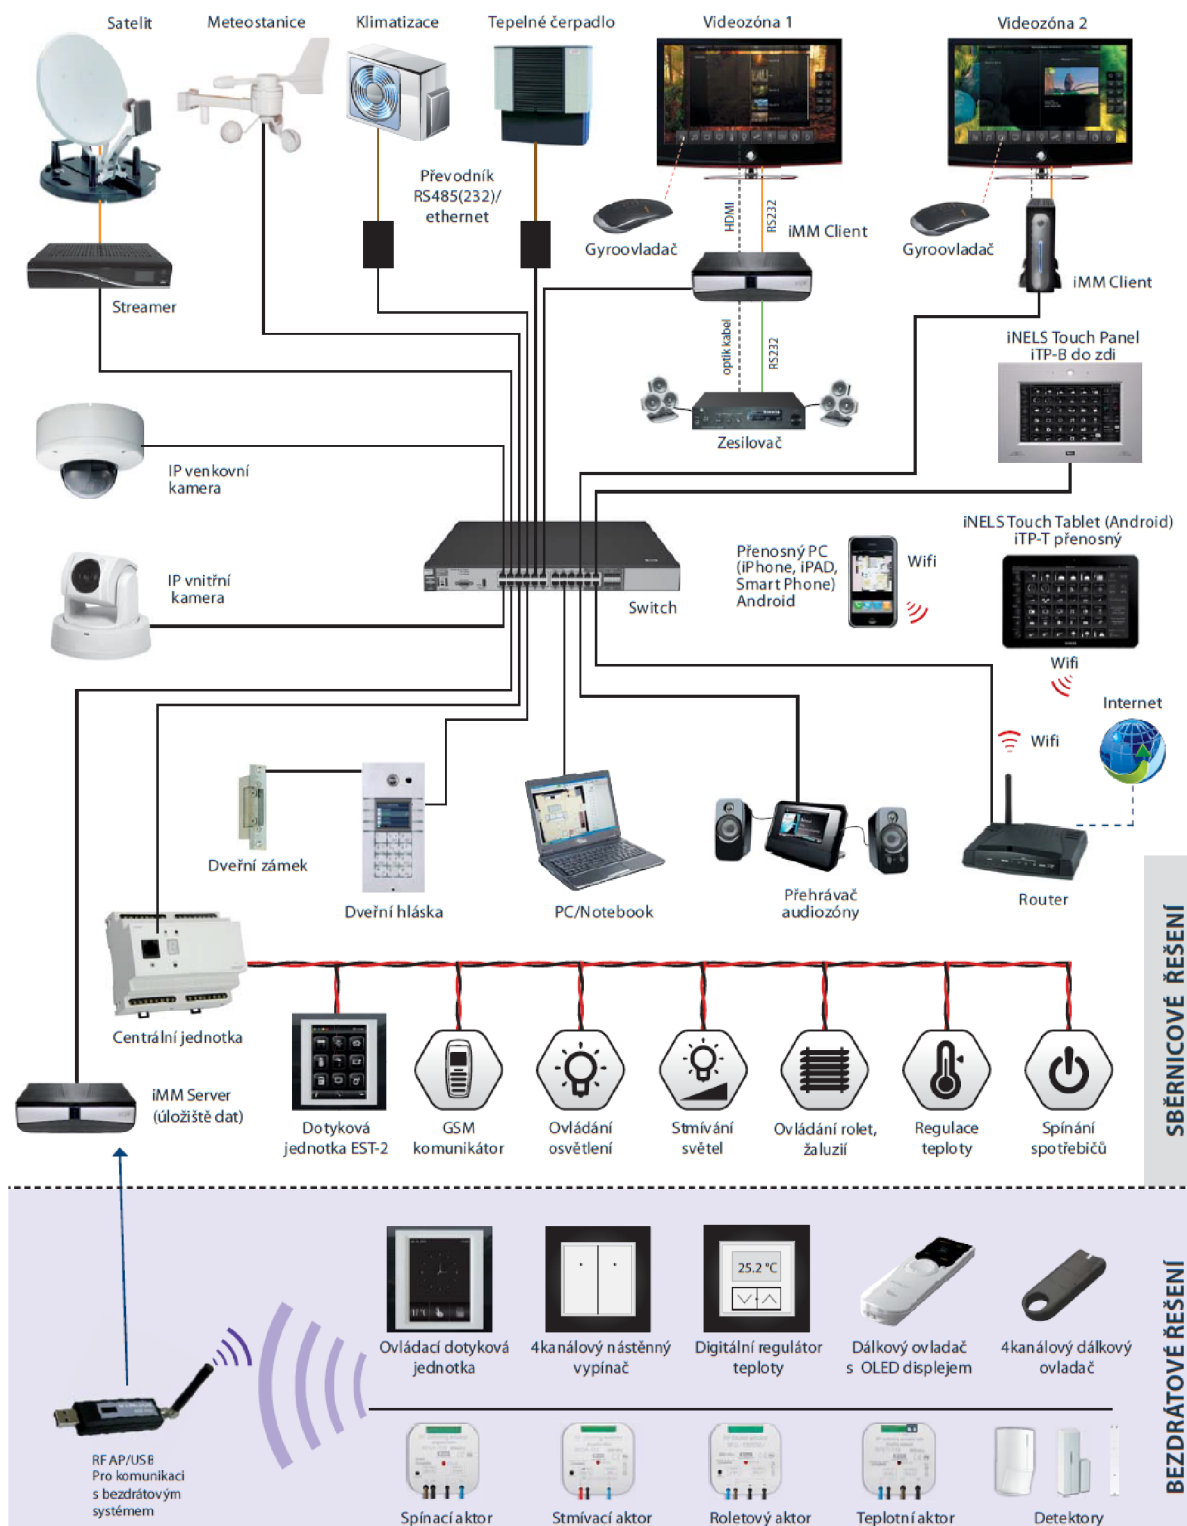 Satelit
Meteostanice
Klimatizace
Tepelné čerpadlo
Videozóna 1
Videozóna 2
Převodník
RS485(232)/
ethernet
Gyroovladač
HDMI
RS232
iMM Client
Gyroovladač
iMM Client
Streamer
optik kabel
RS232
iNELS Touch Panel
iTP-B do zdi
Zesilovač
IP venkovní
kamera
iNELS Touch Tablet (Android)
iTP-T přenosný
Přenosný PC
(iPhone, iPAD,
Smart Phone)
Android
Wifi
IP vnitřní
kamera
Switch
Wifi
Internet
Wifi
Dveřní zámek
Dveřní hláska
PC/Notebook
Přehrávač
audiozóny
Router
SBĚRNICOVÉ ŘEŠENÍ
Centrální jednotka
iMM Server
(úložiště dat)
Dotyková
jednotka EST-2
GSM
komunikátor
Ovládání
osvětlení
Stmívání
světel
Ovládání rolet,
žaluzií
Regulace
teploty
Spínání
spotřebičů
BEZDRÁTOVÉ ŘEŠENÍ
25.2 °C
Ovládací dotyková
jednotka
4kanálový nástěnný
vypínač
Digitální regulátor
teploty
Dálkový ovladač
s OLED displejem
4kanálový dálkový
ovladač
RF AP/USB
Pro komunikaci
s bezdrátovým
systémem
Spínací aktor
Stmívací aktor
Roletový aktor
Teplotní aktor
Detektory